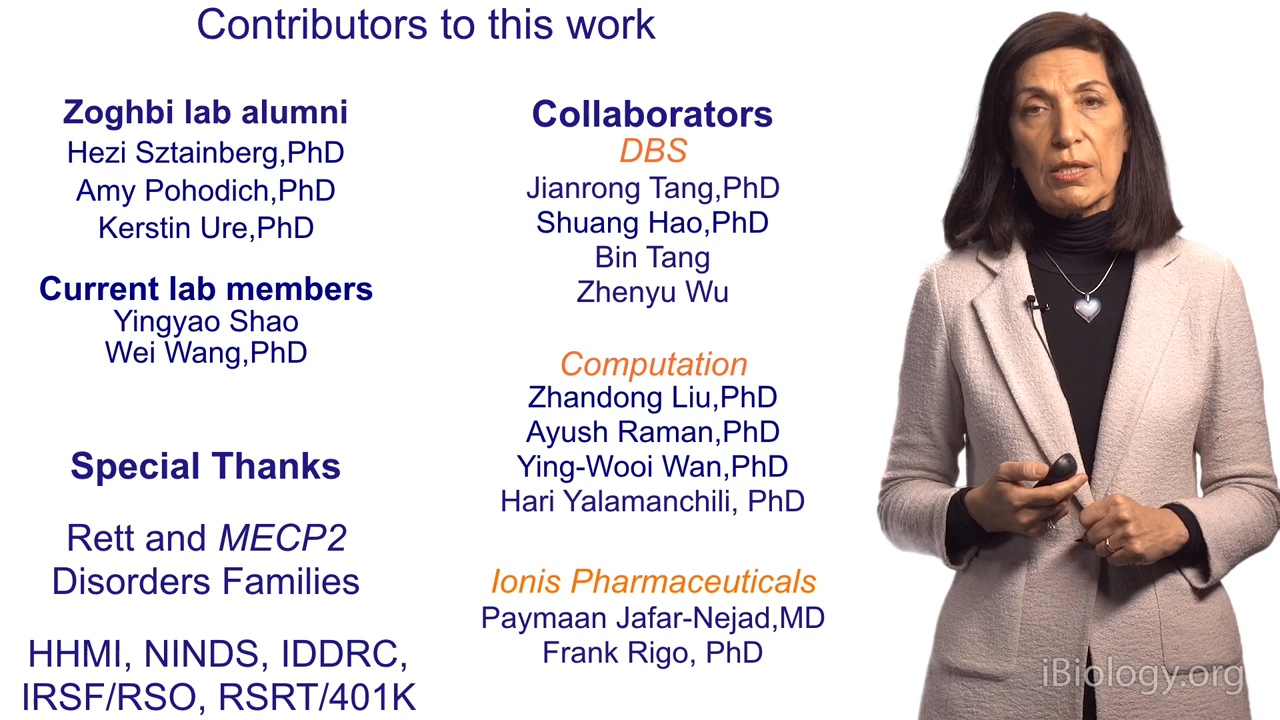 Contributors to this work
Zoghbi lab alumni
Hezi Sztainberg,PhD
Amy Pohodich,PhD
Kerstin Ure,PhD
Current lab members
Yingyao Shao
Wei Wang,PhD
Special Thanks
Rett and MECP2
Disorders Families
HHMI, NINDS, IDDRC,
IRSF/RSO, RSRT/401K
Collaborators
DBS
Jianrong Tang,PhD
Shuang Hao,PhD
Bin Tang
Zhenyu Wu
Computation
Zhandong Liu,PhD
Ayush Raman,PhD
Ying-Wooi Wan,PhD
Hari Yalamanchili, PhD
Ionis Pharmaceuticals
Paymaan Jafar-Nejad,MD
Frank Rigo, PhD
iBiology.org